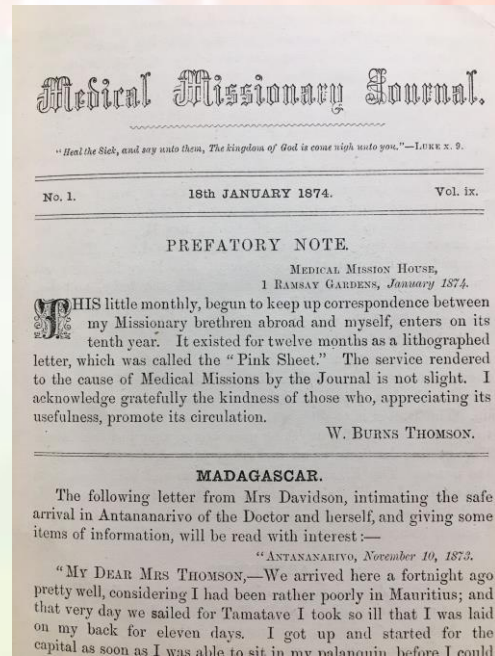 Medical Missionary Journal.
"Heal the Sick, and say unto them, The kingdom of God is come nigh unto you."—LUKE x. 9.
No. 1. 18th JANUARY 1874. Vol. ix.
PREFATORY NOTE.
MEDICAL MISSION HOUSE,
1 RAMSAY GARDENS, January 1874.
THIS little monthly, begun to keep up correspondence between
my Missionary brethren abroad and myself, enters on its
tenth year. It existed for twelve months as a lithographed
letter, which was called the "Pink Sheet." The service rendered
to the cause of Medical Missions by the Journal is not slight. I
acknowledge gratefully the kindness of those who, appreciating its
usefulness, promote its circulation.
W. BURNS THOMSON.
MADAGASCAR.
The following letter from Mrs Davidson, intimating the safe
arrival in Antananarivo of the Doctor and herself, and giving some
items of information, will be read with interest:—
"ANTANANARIVO, November 10, 1873.
"MY DEAR MRS THOMSON,—We arrived here a fortnight ago
pretty well, considering I had been rather poorly in Mauritius; and
that very day we sailed for Tamatave I took so ill that I was laid
on my back for eleven days. I got up and started for the
capital as soon as I was able to sit in my palanquin, before I could